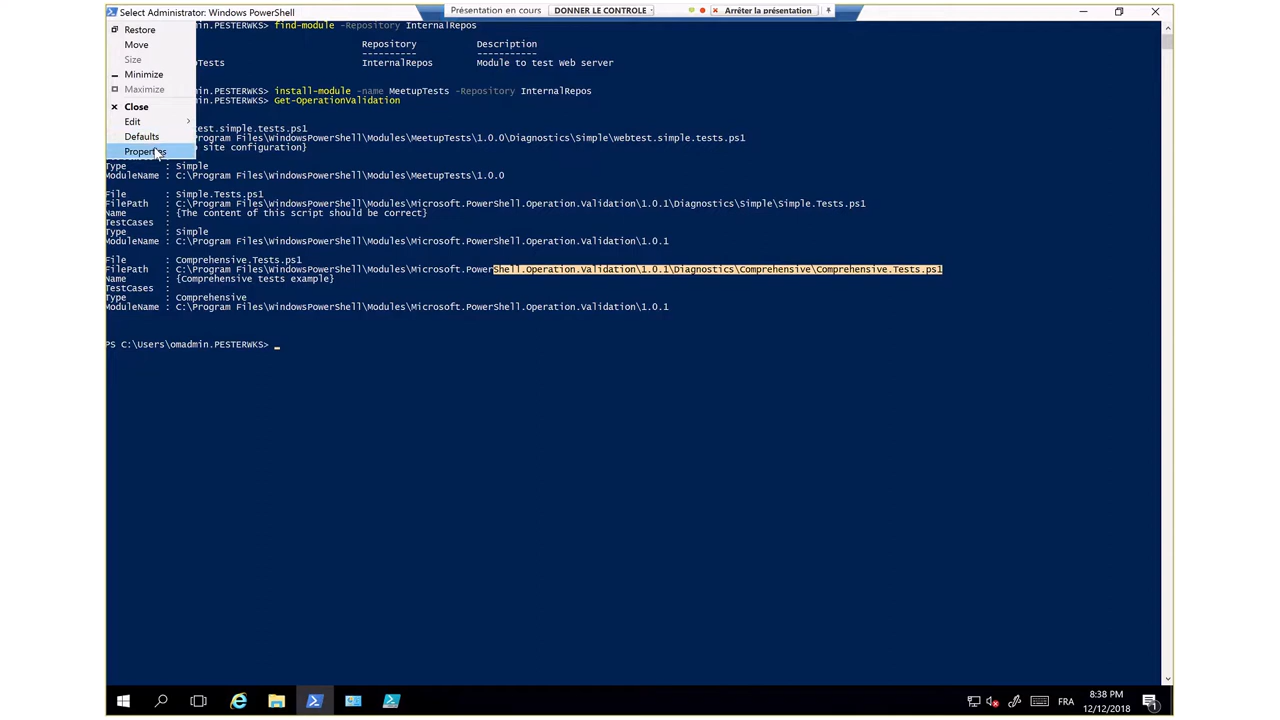 Select Administrator: Windows PowerShell
Présentation en cours
DONNER LE CONTROLE
Arrêter la présentation
Restore
Move
Size
Minimize
Maximize
Close
Edit
Defaults
Properties
min.PESTERWKS> find-module -Repository InternalRepos
Repository Description
---------- -----------
pTests InternalRepos Module to test Web server
min.PESTERWKS> install-module -name MeetupTests -Repository InternalRepos
min.PESTERWKS> Get-OperationValidation
test.simple.tests.ps1
rogram Files\WindowsPowerShell\Modules\MeetupTests\1.0.0\Diagnostics\Simple\webtest.simple.tests.ps1
site configuration}
Type : Simple
ModuleName : C:\Program Files\WindowsPowerShell\Modules\MeetupTests\1.0.0
File : Simple.Tests.ps1
FilePath : C:\Program Files\WindowsPowerShell\Modules\Microsoft.PowerShell.Operation.Validation\1.0.1\Diagnostics\Simple\Simple.Tests.ps1
Name : {The content of this script should be correct}
TestCases :
Type : Simple
ModuleName : C:\Program Files\WindowsPowerShell\Modules\Microsoft.PowerShell.Operation.Validation\1.0.1
File : Comprehensive.Tests.ps1
FilePath : C:\Program Files\WindowsPowerShell\Modules\Microsoft.PowerShell.Operation.Validation\1.0.1\Diagnostics\Comprehensive\Comprehensive.Tests.ps1
Name : {Comprehensive tests example}
TestCases :
Type : Comprehensive
ModuleName : C:\Program Files\WindowsPowerShell\Modules\Microsoft.PowerShell.Operation.Validation\1.0.1
PS C:\Users\omadmin.PESTERWKS> _
FRA
8:38 PM
12/12/2018
1